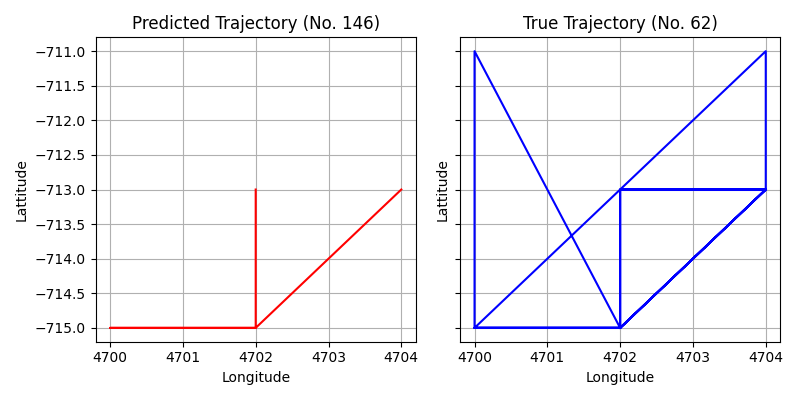 Predicted Trajectory (No. 146)
True Trajectory (No. 62)
Lattitude
−711.0
−711.5
−712.0
−712.5
−713.0
−713.5
−714.0
−714.5
−715.0
4700 4701 4702 4703 4704
Longitude
Lattitude
4700 4701 4702 4703 4704
Longitude